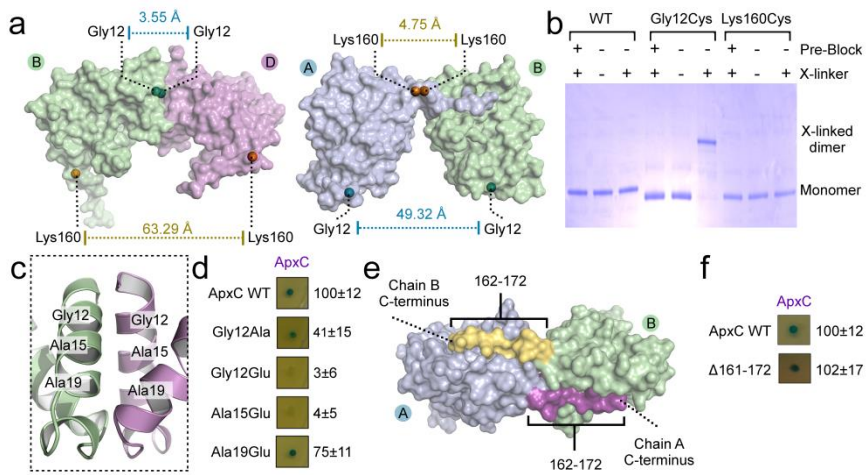 a
3.55 Å
Gly12 Gly12
B D
Lys160 Lys160
63.29 Å
4.75 Å
Lys160 Lys160
A B
49.32 Å
Gly12 Gly12
b
WT Gly12Cys Lys160Cys
+ - - + - - + - - Pre-Block
+ - + + - + + - + X-linker
X-linked
dimer
Monomer
c
Gly12 Gly12
Ala15 Ala15
Ala19 Ala19
d
ApxC
ApxC WT 100±12
Gly12Ala 41±15
Gly12Glu 3±6
Ala15Glu 4±5
Ala19Glu 75±11
e
162-172
Chain B
C-terminus
B
A
Chain A
C-terminus
162-172
f
ApxC
ApxC WT 100±12
Δ161-172 102±17